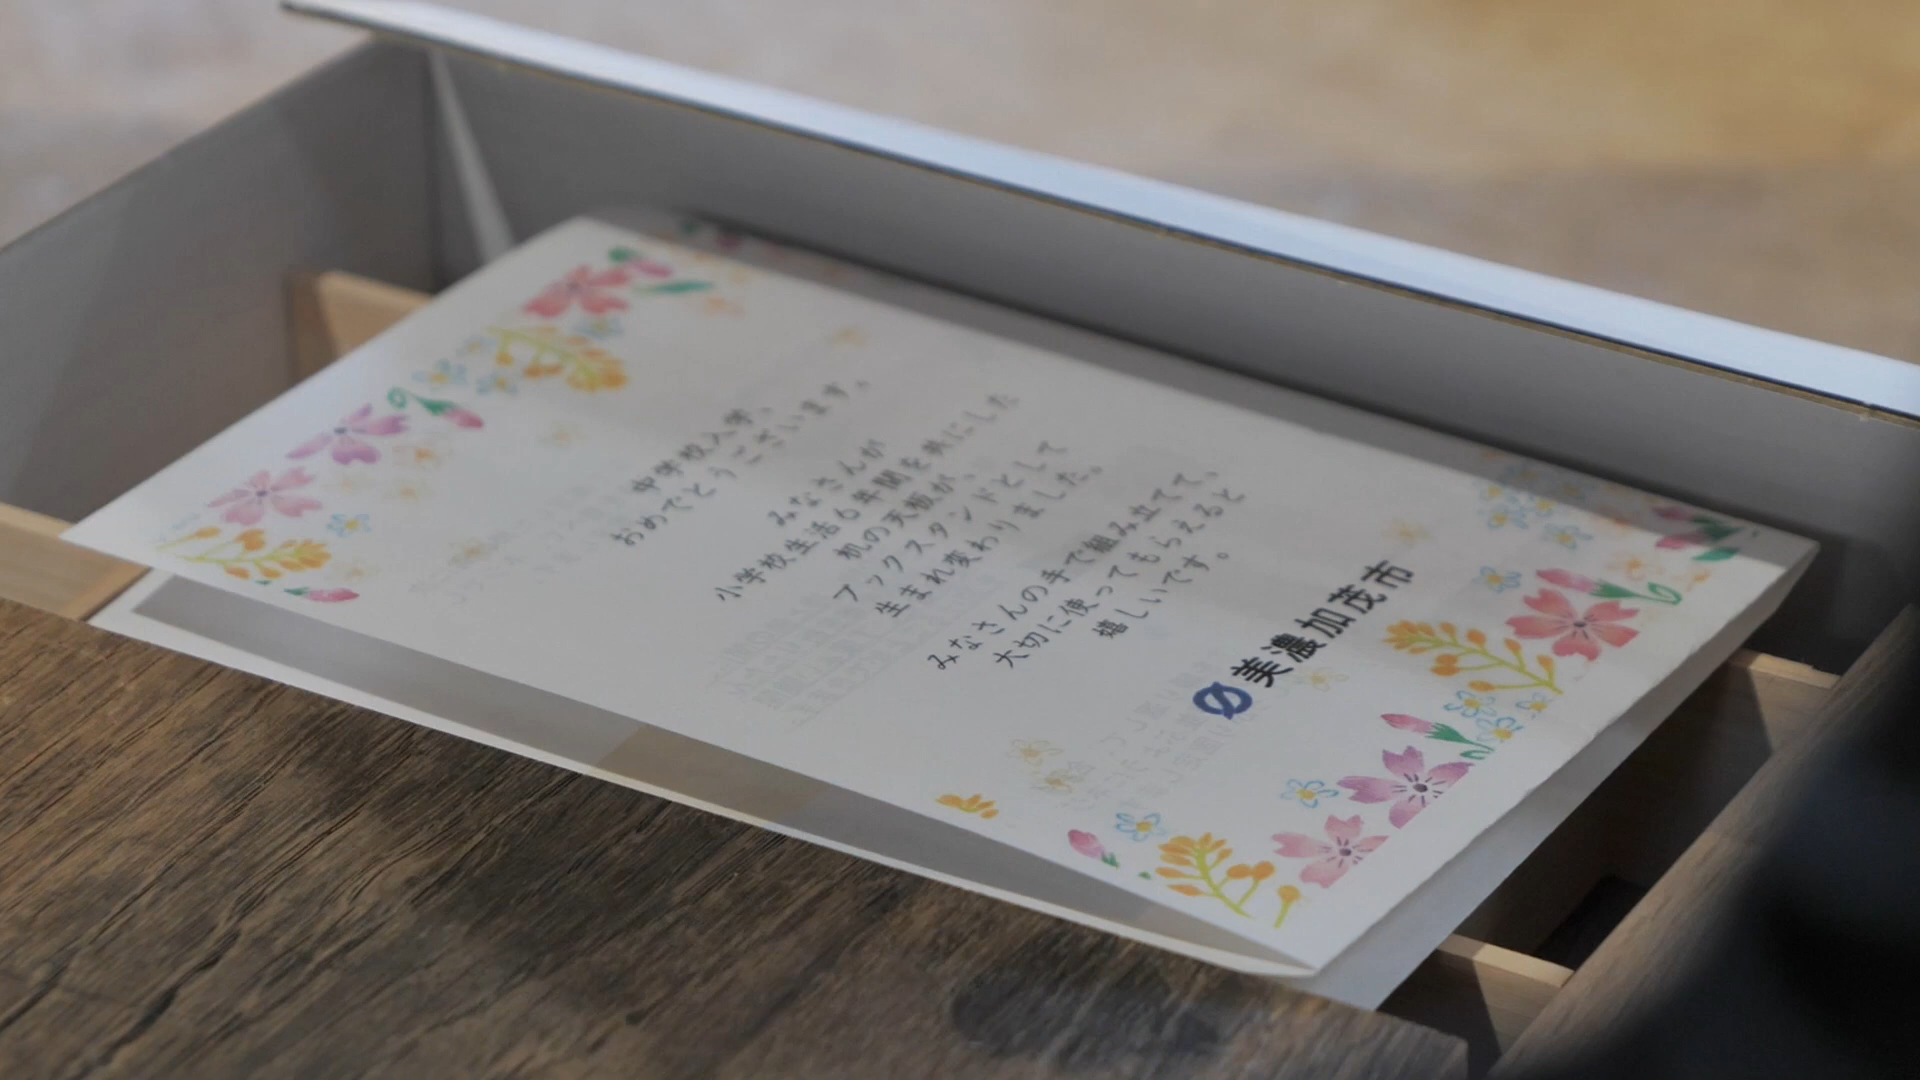 中学校入学、
おめでとうございます。
みなさんが
小学校生活6年間を共にした
机の天板が、
ブックスタンドとして
生まれ変わりました。
みなさんの手で組み立てて、
大切に使ってもらえると
嬉しいです。
美濃加茂市